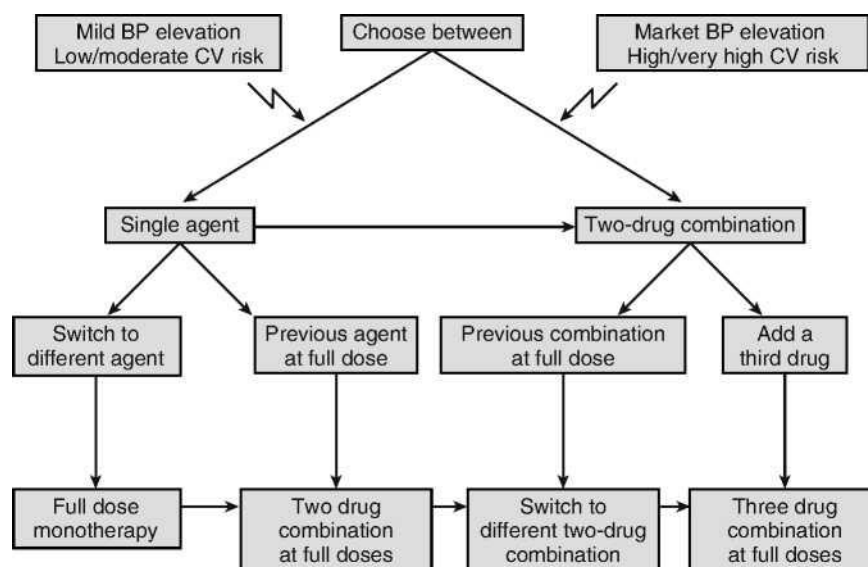 Mild BP elevation
Low/moderate CV risk
Choose between
Market BP elevation
High/very high CV risk
Single agent
Two-drug combination
Switch to
different agent
Previous agent
at full dose
Previous combination
at full dose
Add a
third drug
Full dose
monotherapy
Two drug
combination
at full doses
Switch to
different two-drug
combination
Three drug
combination
at full doses